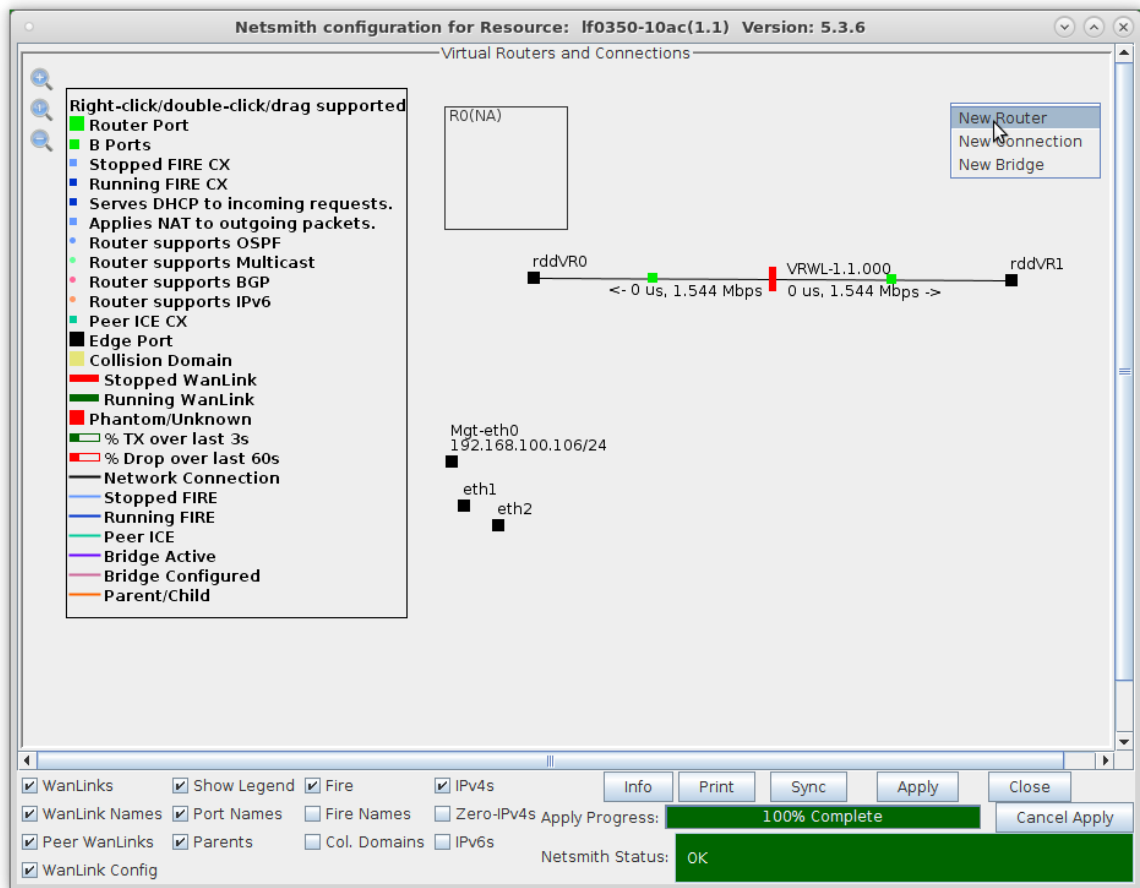 Netsmith configuration for Resource:  lf0350-10ac(1.1)  Version: 5.3.6
Virtual Routers and Connections
Right-click/double-click/drag supported
Router Port
B Ports
Stopped FIRE CX
Running FIRE CX
Serves DHCP to incoming requests.
Applies NAT to outgoing packets.
Router supports OSPF
Router supports Multicast
Router supports BGP
Router supports IPv6
Peer ICE CX
Edge Port
Collision Domain
Stopped WanLink
Running WanLink
Phantom/Unknown
% TX over last 3s
% Drop over last 60s
Network Connection
Stopped FIRE
Running FIRE
Peer ICE
Bridge Active
Bridge Configured
Parent/Child
R0(NA)
New Router
New Connection
New Bridge
rddVR0
VRWL-1.1.000
rddVR1
<- 0 us, 1.544 Mbps
0 us, 1.544 Mbps ->
Mgt-eth0
192.168.100.106/24
eth1
eth2
WanLinks
Show Legend
Fire
IPv4s
Info
Print
Sync
Apply
Close
WanLink Names
Port Names
Fire Names
Zero-IPv4s
Apply Progress:
100% Complete
Cancel Apply
Peer WanLinks
Parents
Col. Domains
IPv6s
Netsmith Status:
OK
WanLink Config